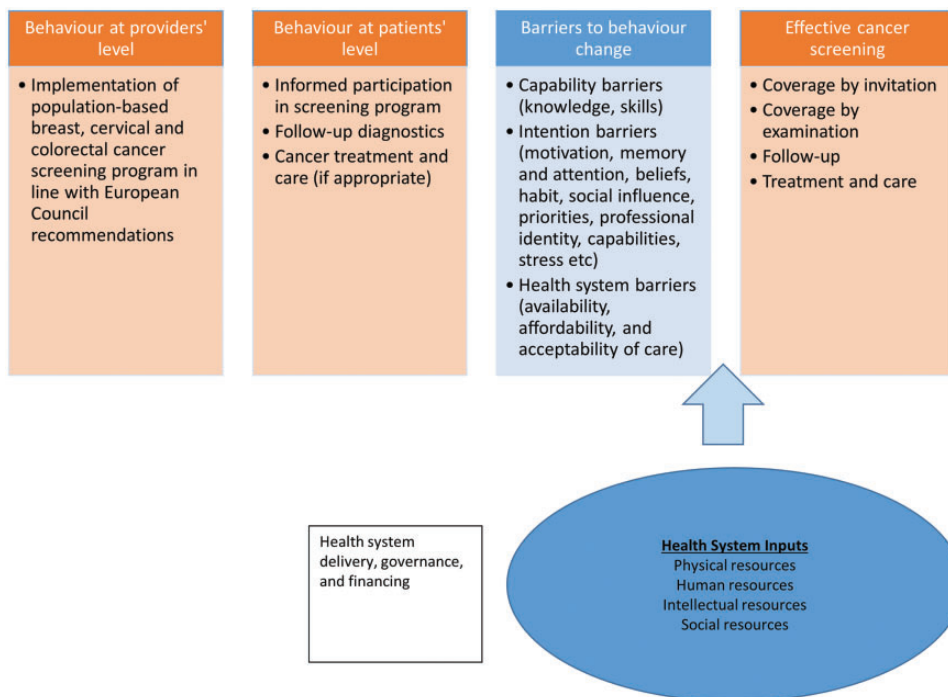 Behaviour at providers'
level
• Implementation of
population-based
breast, cervical and
colorectal cancer
screening program in
line with European
Council
recommendations
Behaviour at patients'
level
• Informed participation
in screening program
• Follow-up diagnostics
• Cancer treatment and
care (if appropriate)
Barriers to behaviour
change
• Capability barriers
(knowledge, skills)
• Intention barriers
(motivation, memory
and attention, beliefs,
habit, social influence,
priorities, professional
identity, capabilities,
stress etc)
• Health system barriers
(availability,
affordability, and
acceptability of care)
Effective cancer
screening
• Coverage by invitation
• Coverage by
examination
• Follow-up
• Treatment and care
Health system
delivery, governance,
and financing
Health System Inputs
Physical resources
Human resources
Intellectual resources
Social resources